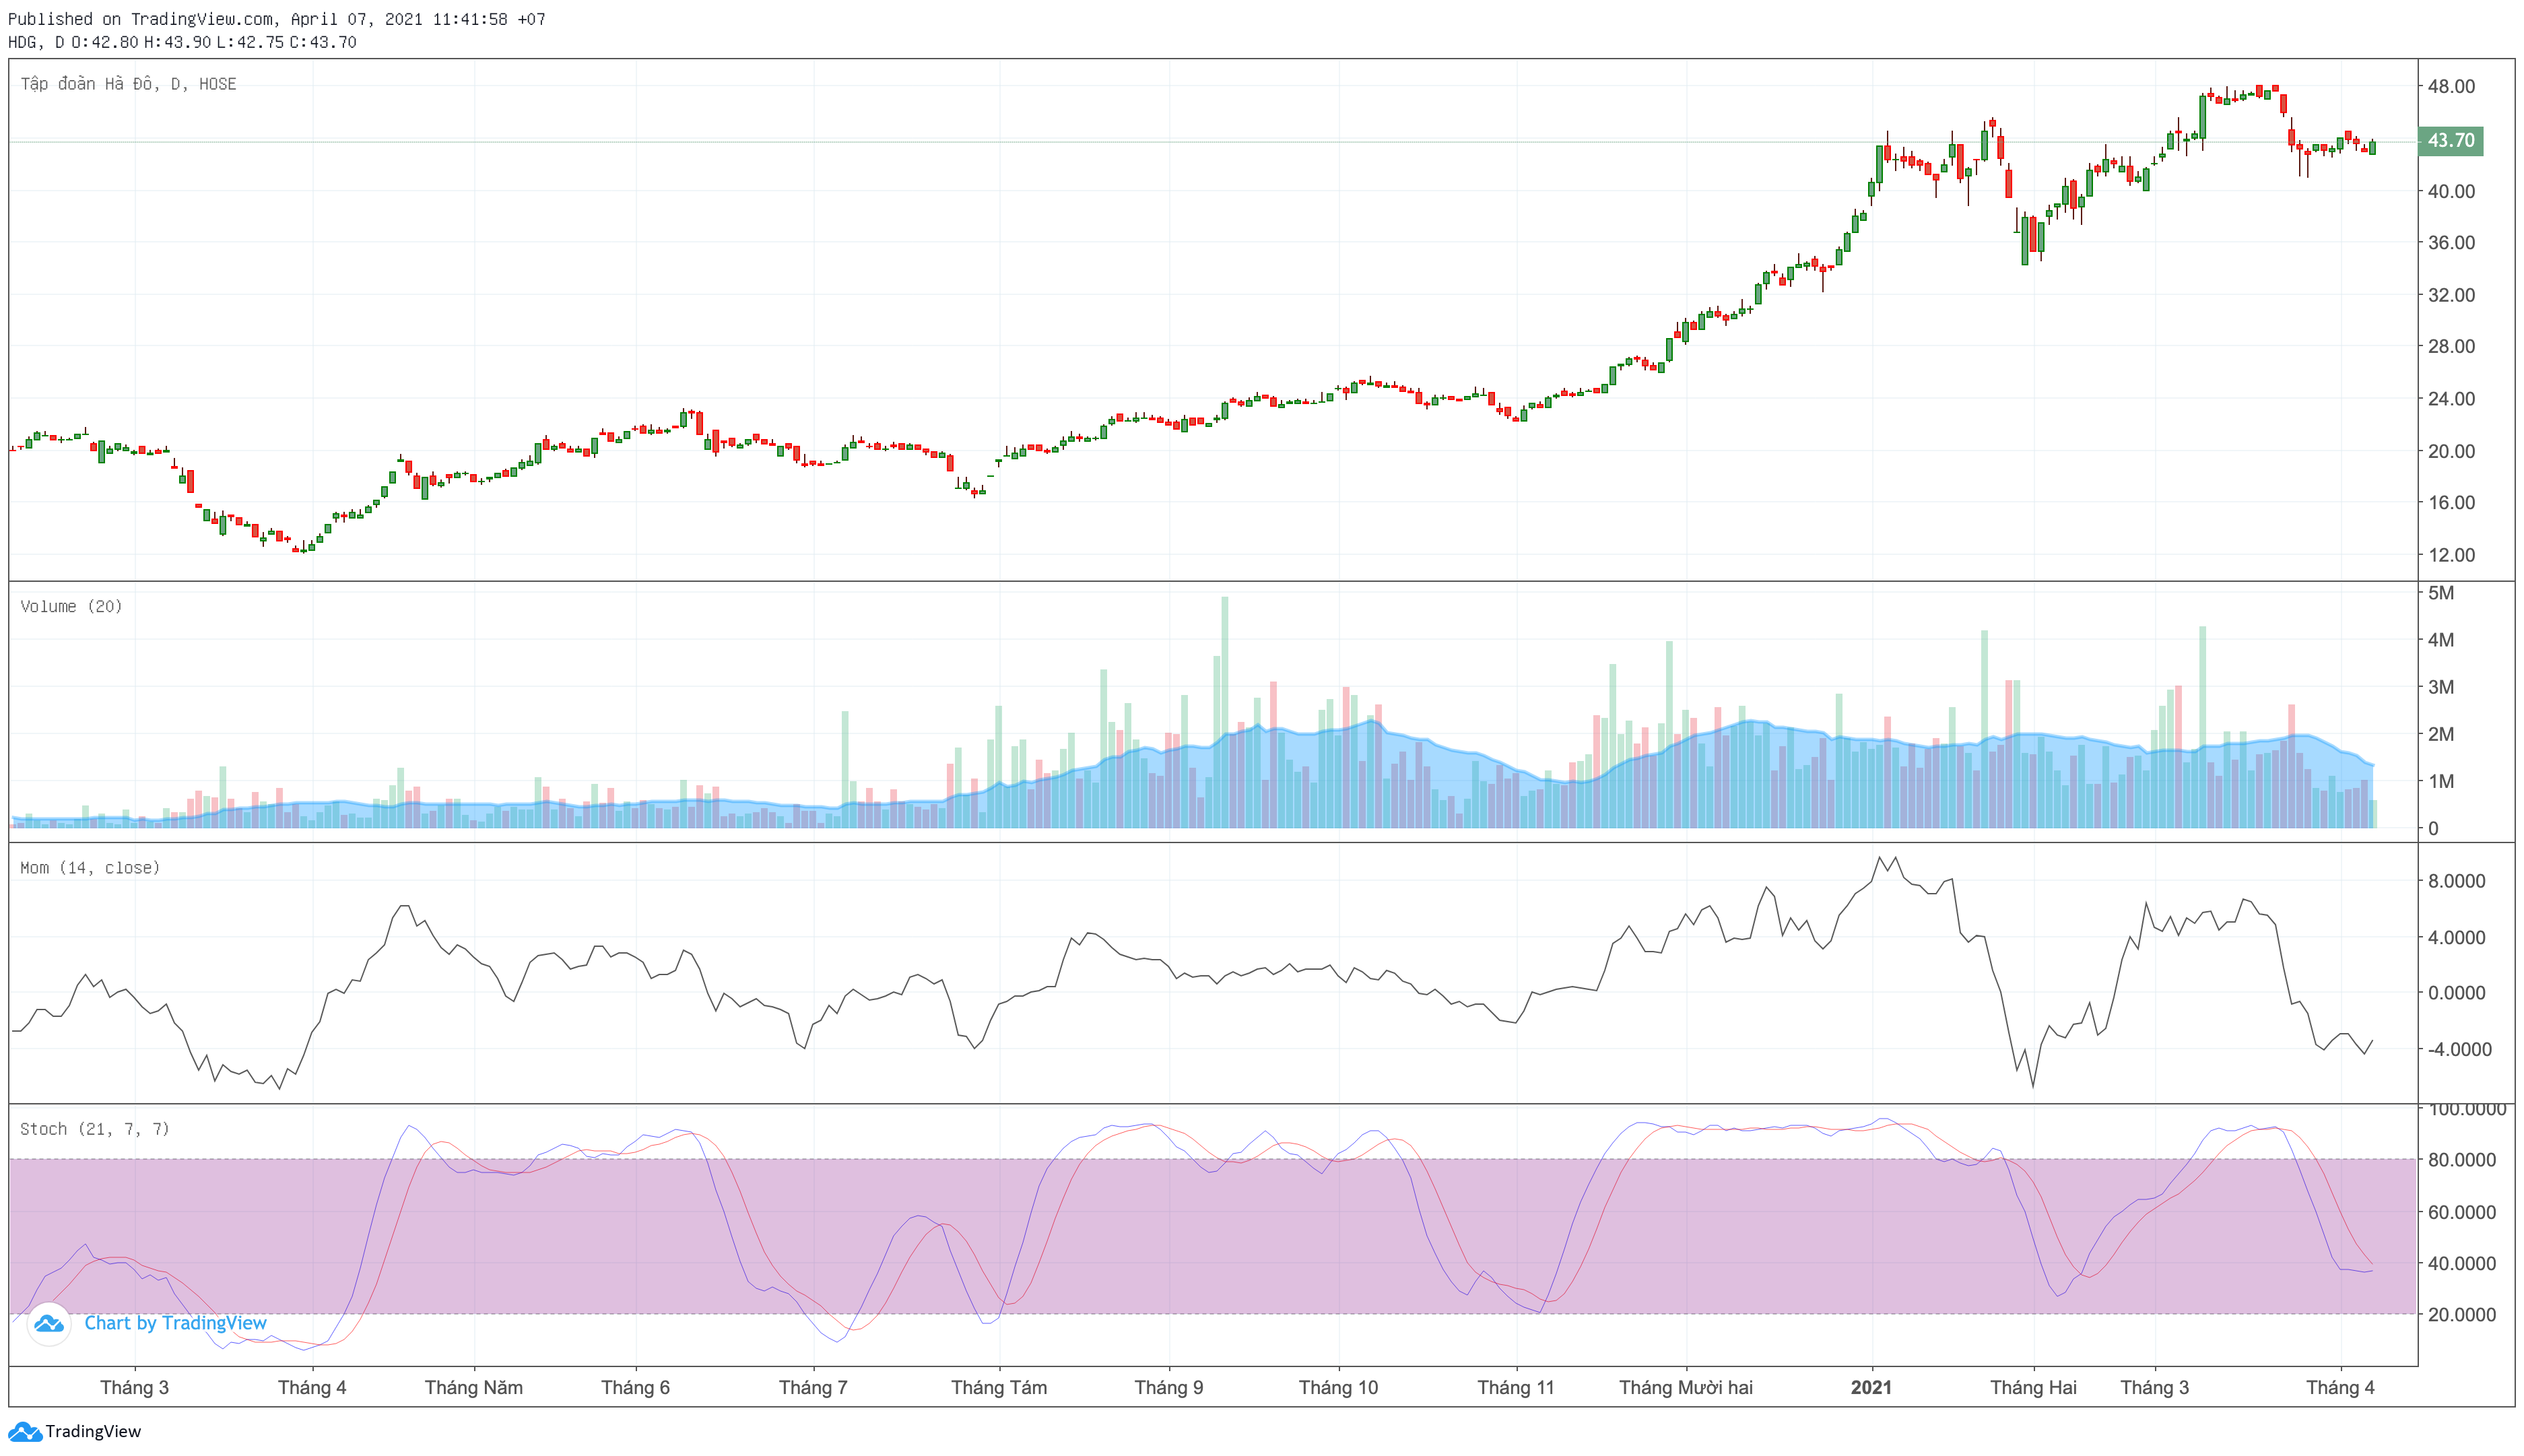 Published on TradingView.com, April 07, 2021 11:41:58 +07
HDG, D O:42.80 H:43.90 L:42.75 C:43.70
Tập đoàn Hà Đô, D, HOSE
48.00
43.70
40.00
36.00
32.00
28.00
24.00
20.00
16.00
12.00
Volume (20)
5M
4M
3M
2M
1M
0
Mom (14, close)
8.0000
4.0000
0.0000
-4.0000
Stoch (21, 7, 7)
100.0000
80.0000
60.0000
40.0000
20.0000
Chart by TradingView
Tháng 3 Tháng 4 Tháng Năm Tháng 6 Tháng 7 Tháng Tám Tháng 9 Tháng 10 Tháng 11 Tháng Mười hai 2021 Tháng Hai Tháng 3 Tháng 4
TradingView